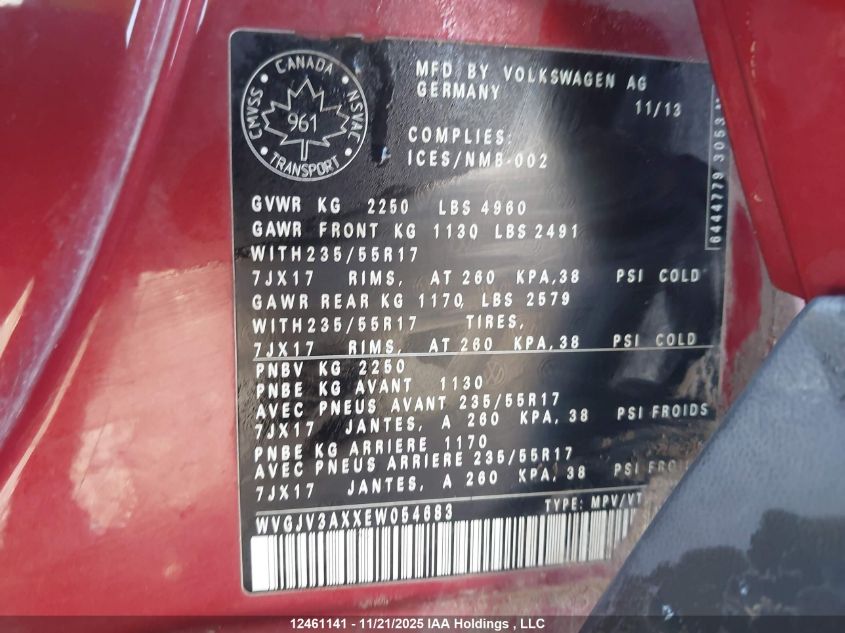 CANADA
CMVSS NSVAC
961
TRANSPORT
MFD BY VOLKSWAGEN AG
GERMANY
11/13
COMPLIES:
ICES/NMB-002
GVWR KG 2250 LBS 4960
GAWR FRONT KG 1130 LBS 2491
WITH235/55R17
7JX17 RIMS, AT 260 KPA,38 PSI COLD
GAWR REAR KG 1170 LBS 2579
WITH235/55R17 TIRES,
7JX17 RIMS, AT 260 KPA,38 PSI COLD
PNBV KG 2250
PNBE KG AVANT 1130
AVEC PNEUS AVANT 235/55R17
7JX17 JANTES, A 260 KPA, 38 PSI FROIDS
PNBE KG ARRIERE 1170
AVEC PNEUS ARRIERE 235/55R17
7JX17 JANTES, A 260 KPA, 38 PSI
WVGJV3AXXEW054683
TYPE: MPV/VT
6444779 3053
12461141 - 11/21/2025 IAA Holdings , LLC